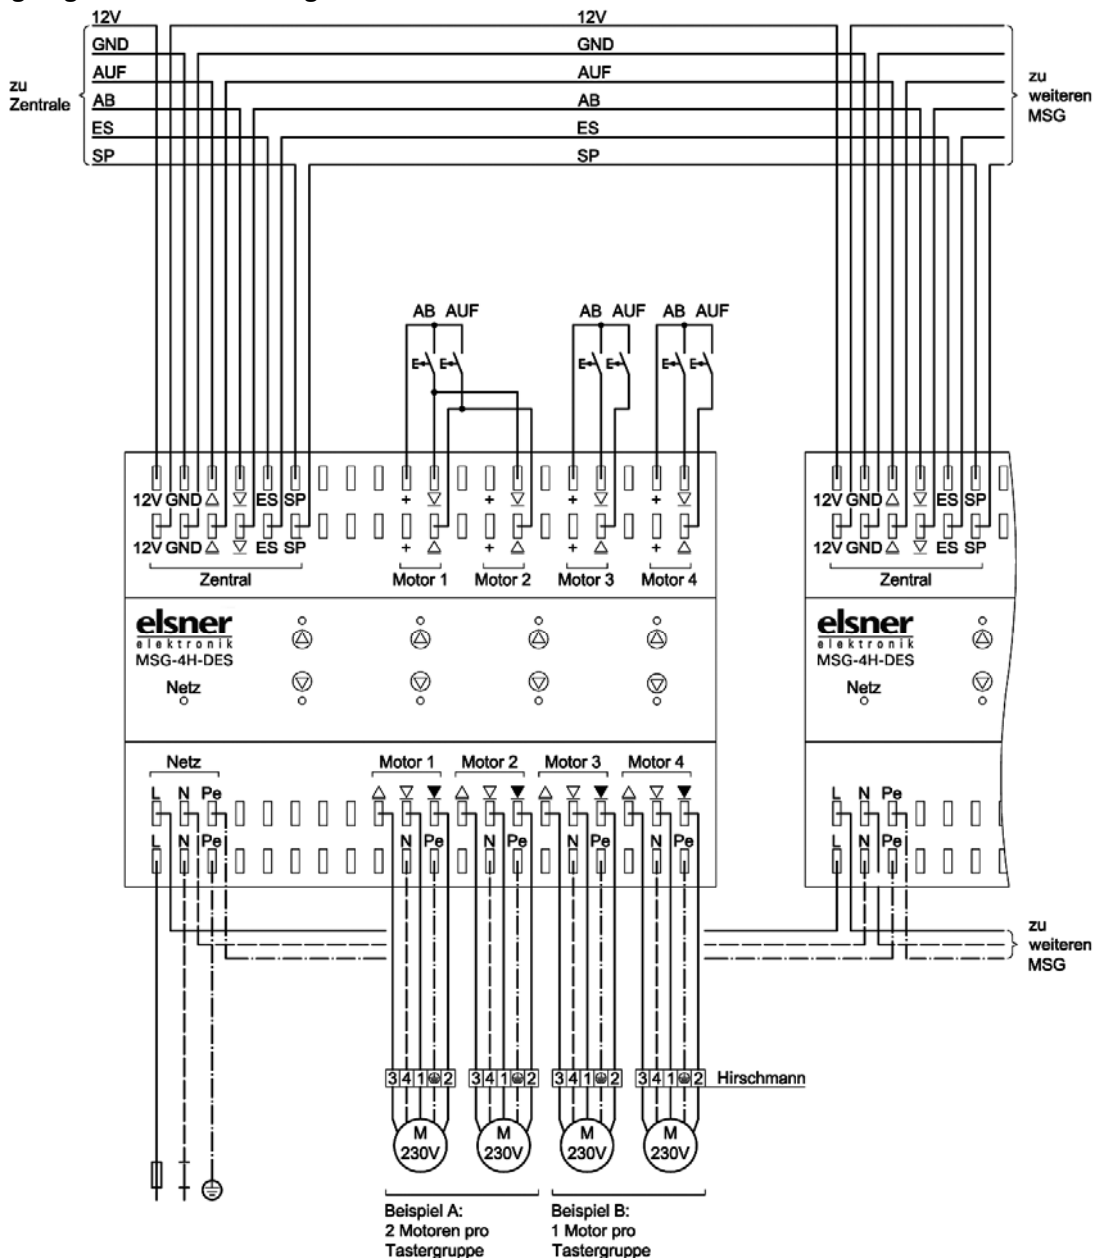 12V 12V
GND GND
AUF AUF
AB AB
ES ES
SP SP
zu
Zentrale
zu
weiteren
MSG
AB AUF AB AUF AB AUF
E E E E E E
12V GND ES SP + + + + 12V GND ES SP
12V GND ES SP + + + + 12V GND ES SP
Zentral Motor 1 Motor 2 Motor 3 Motor 4 Zentral
elsner elsner
elektronik elektronik
MSG-4H-DES MSG-4H-DES
Netz Netz
Netz Motor 1 Motor 2 Motor 3 Motor 4
L N Pe L N Pe
L N Pe N Pe N Pe N Pe N Pe L N Pe
zu
weiteren
MSG
3 4 1 2 3 4 1 2 3 4 1 2 3 4 1 2 Hirschmann
M M M M
230V 230V 230V 230V
Beispiel A:
2 Motoren pro
Tastergruppe
Beispiel B:
1 Motor pro
Tastergruppe